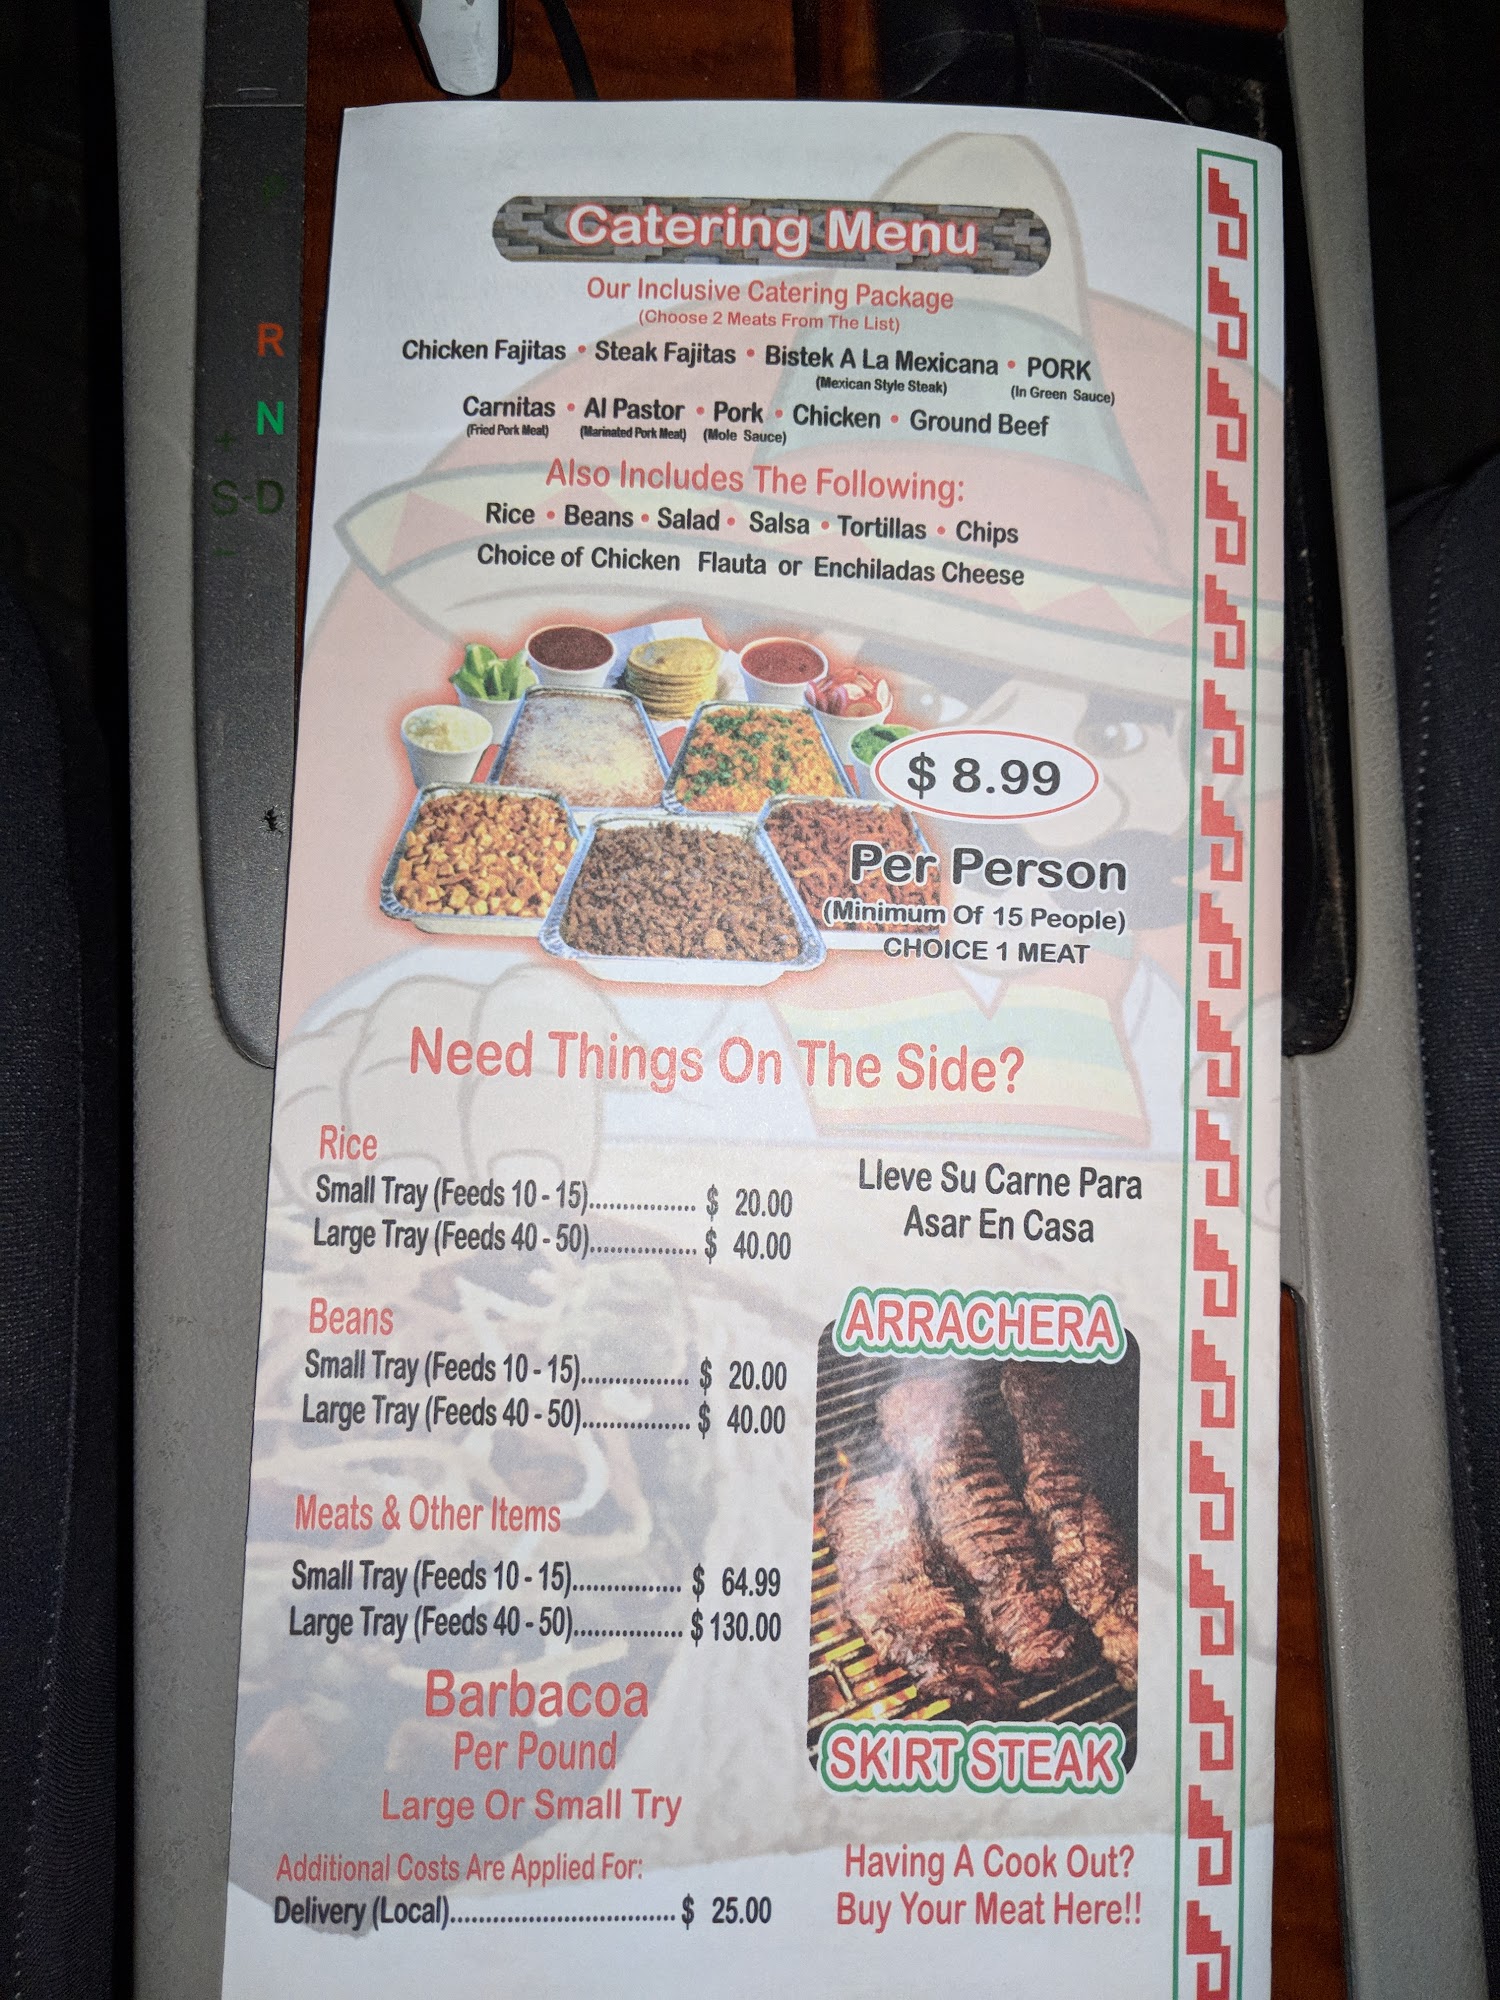 R
N
+
S-D
-
Catering Menu
Our Inclusive Catering Package
(Choose 2 Meats From The List)
Chicken Fajitas • Steak Fajitas • Bistek A La Mexicana • PORK
(Mexican Style Steak) (In Green Sauce)
Carnitas • Al Pastor • Pork • Chicken • Ground Beef
(Fried Pork Meat) (Marinated Pork Meat) (Mole Sauce)
Also Includes The Following:
Rice • Beans • Salad • Salsa • Tortillas • Chips
Choice of Chicken Flauta or Enchiladas Cheese
$ 8.99
Per Person
(Minimum Of 15 People)
CHOICE 1 MEAT
Need Things On The Side?
Rice
Small Tray (Feeds 10 - 15)................ $ 20.00
Large Tray (Feeds 40 - 50)................ $ 40.00
Beans
Small Tray (Feeds 10 - 15)................ $ 20.00
Large Tray (Feeds 40 - 50)................ $ 40.00
Meats & Other Items
Small Tray (Feeds 10 - 15)................ $ 64.99
Large Tray (Feeds 40 - 50)................ $ 130.00
Barbacoa
Per Pound
Large Or Small Try
Additional Costs Are Applied For:
Delivery (Local)................................ $ 25.00
Lleve Su Carne Para
Asar En Casa
ARRACHERA
SKIRT STEAK
Having A Cook Out?
Buy Your Meat Here!!